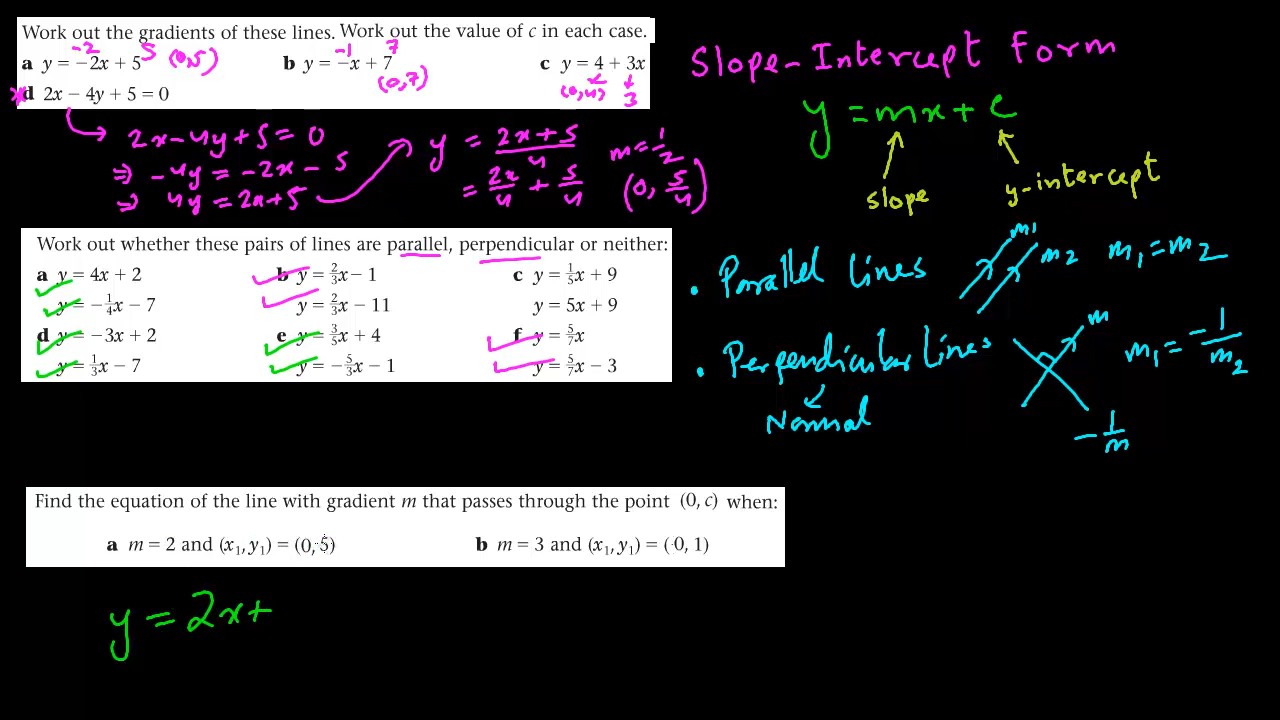 Work out the gradients of these lines. Work out the value of c in each case.
-2 5 -1 7
a y = −2x + 5 (0,5) b y = −x + 7 (0,7) c y = 4 + 3x
(0,4) 3
d 2x − 4y + 5 = 0
2x - 4y + 5 = 0
⇒ -4y = -2x - 5
⇒ 4y = 2x + 5
y = 2x + 5 / 4
= 2x/4 + 5/4
m = 1/2
(0, 5/4)
Slope-Intercept Form
y = mx + c
slope y-intercept
Work out whether these pairs of lines are parallel, perpendicular or neither:
a y = 4x + 2 b y = 2/3x − 1 c y = 1/5x + 9
y = −1/4x − 7 y = 2/3x − 11 y = 5x + 9
d y = −3x + 2 e y = 3/5x + 4 f y = 5/7x
y = 1/3x − 7 y = −5/3x − 1 y = 5/7x − 3
• Parallel Lines m1 m2 m1 = m2
• Perpendicular Lines m m1 = -1/m2
Normal -1/m
Find the equation of the line with gradient m that passes through the point (0, c) when:
a m = 2 and (x1, y1) = (0, 5) b m = 3 and (x1, y1) = (0, 1)
y = 2x+